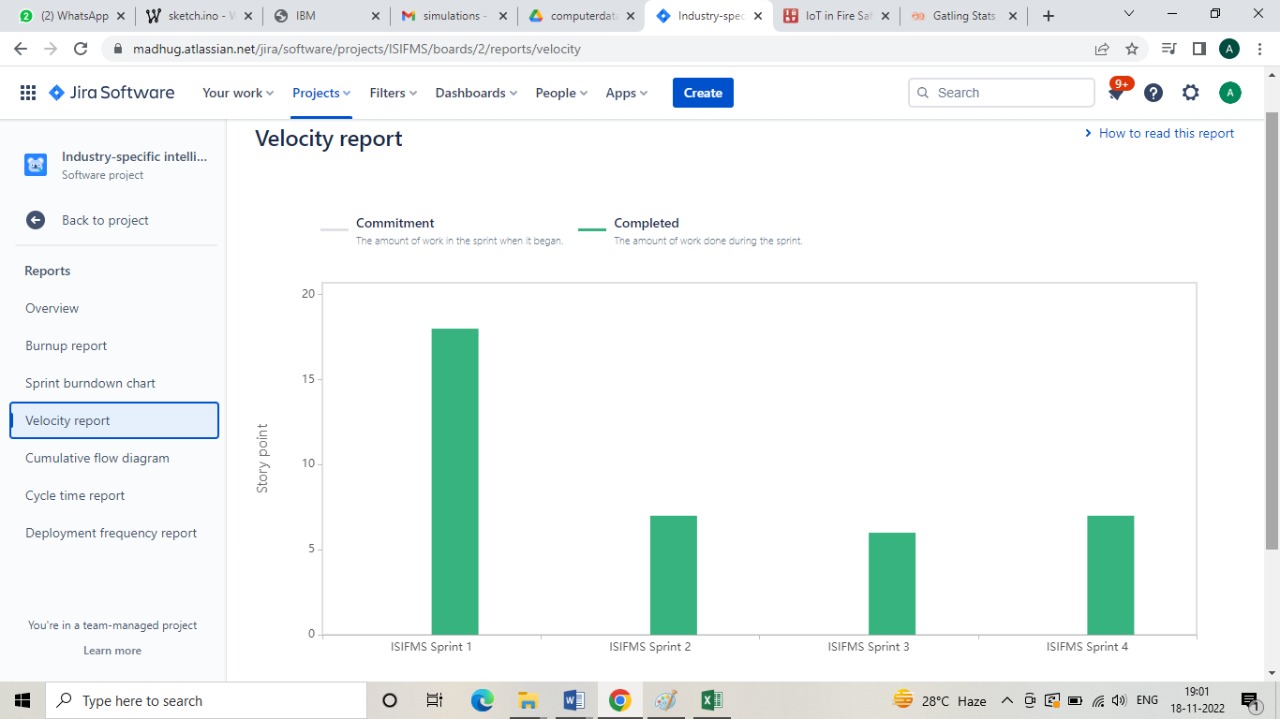 (2) WhatsApp
sketch.ino - W
IBM
simulations -
computerdata
Industry-spec
IoT in Fire Saf
Gatling Stats
madhug.atlassian.net/jira/software/projects/ISIFMS/boards/2/reports/velocity
A
Jira Software
Your work
Projects
Filters
Dashboards
People
Apps
Create
Search
9+
A
Velocity report
How to read this report
Industry-specific intelli...
Software project
Back to project
Reports
Overview
Burnup report
Sprint burndown chart
Velocity report
Cumulative flow diagram
Cycle time report
Deployment frequency report
You're in a team-managed project
Learn more
Commitment
The amount of work in the sprint when it began.
Completed
The amount of work done during the sprint.
20
15
10
5
0
Story point
ISIFMS Sprint 1
ISIFMS Sprint 2
ISIFMS Sprint 3
ISIFMS Sprint 4
Type here to search
28°C Haze
ENG
19:01
18-11-2022
1